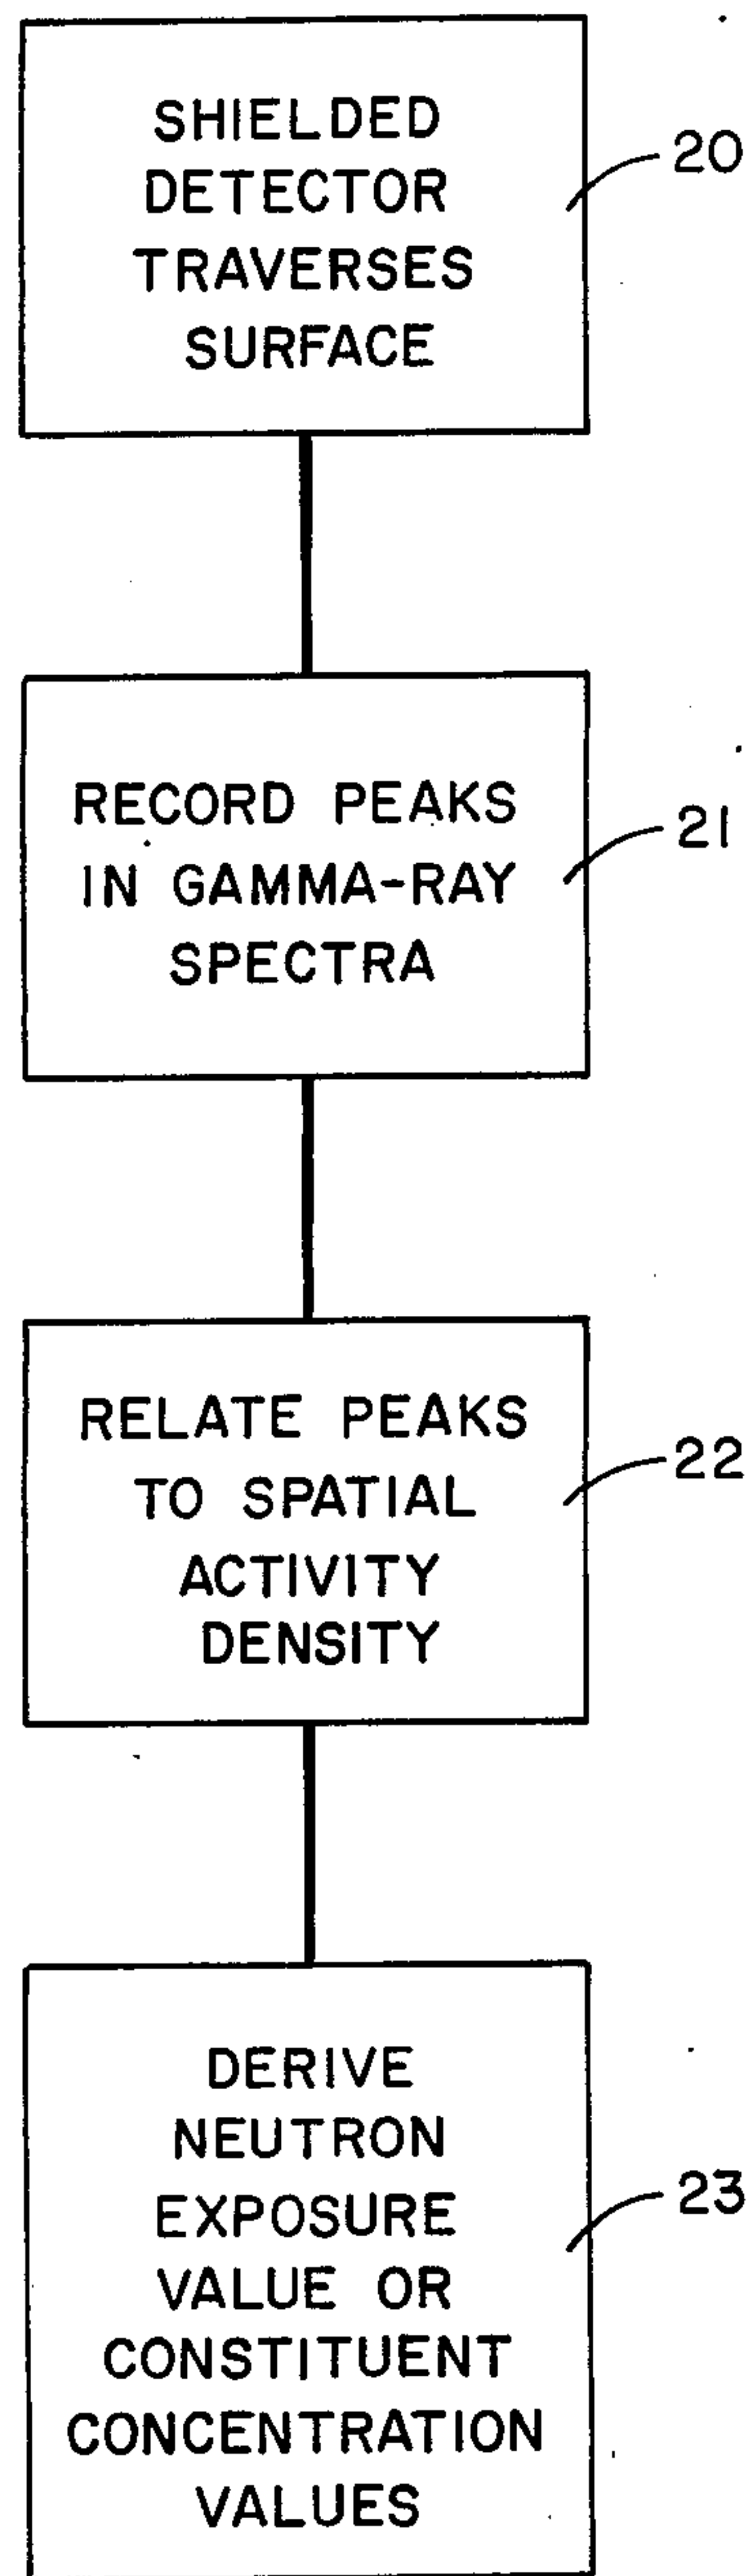 SHIELDED
DETECTOR
TRAVERSES
SURFACE
20
RECORD PEAKS
IN GAMMA-RAY
SPECTRA
21
RELATE PEAKS
TO SPATIAL
ACTIVITY
DENSITY
22
DERIVE
NEUTRON
EXPOSURE
VALUE OR
CONSTITUENT
CONCENTRATION
VALUES
23